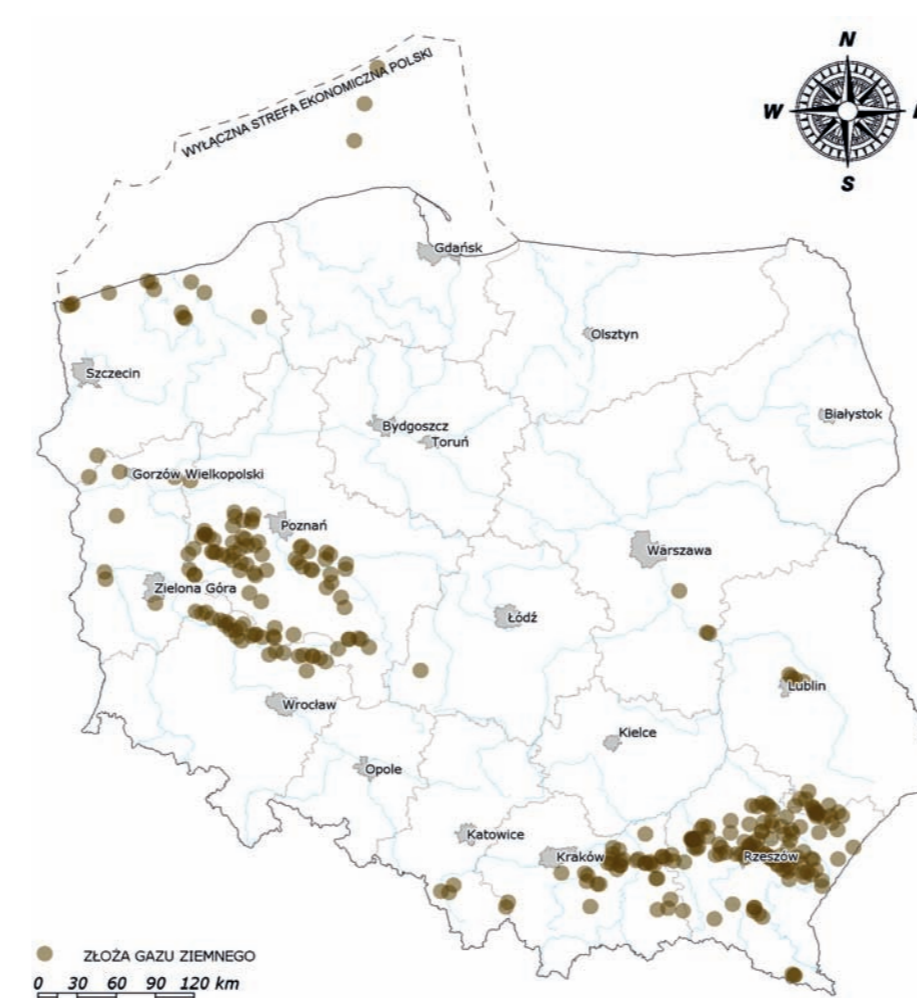 N
W
S
WYŁĄCZNA STREFA EKONOMICZNA POLSKI
Gdańsk
Olsztyn
Szczecin
Białystok
Bydgoszcz
Toruń
Gorzów Wielkopolski
Poznań
Warszawa
Zielona Góra
Łódź
Lublin
Wrocław
Kielce
Opole
Katowice
Kraków
Rzeszów
ZŁOŻA GAZU ZIEMNEGO
0 30 60 90 120 km